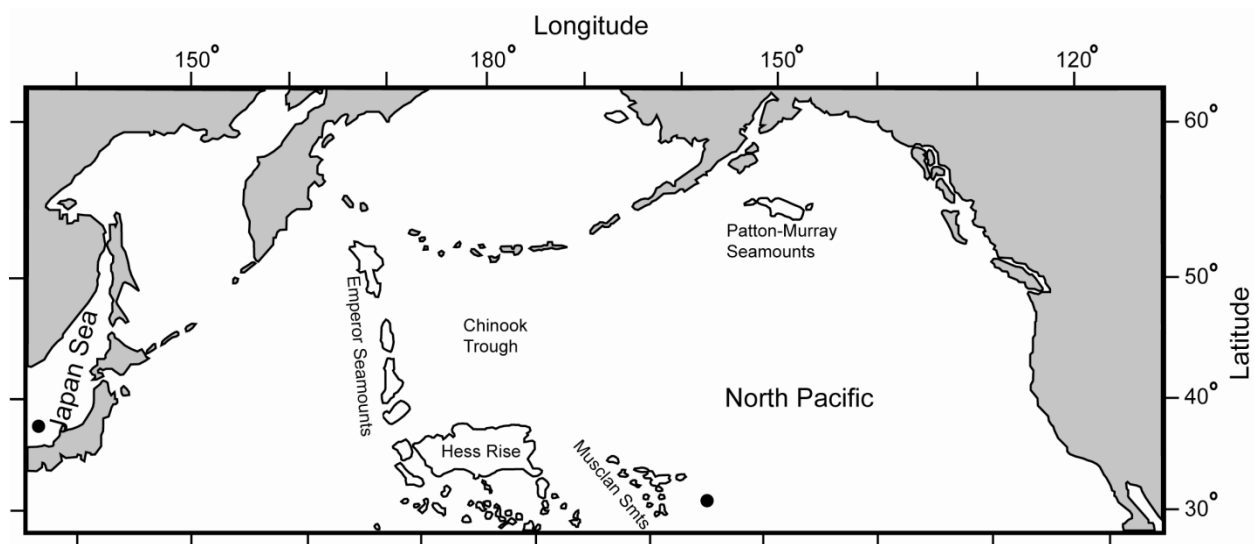 Longitude
150° 180° 150° 120°
60°
Patton-Murray
Seamounts
50°
Emperor Seamounts
Chinook
Trough
Japan Sea
Latitude
North Pacific
40°
Hess Rise
Musclan Smts
30°